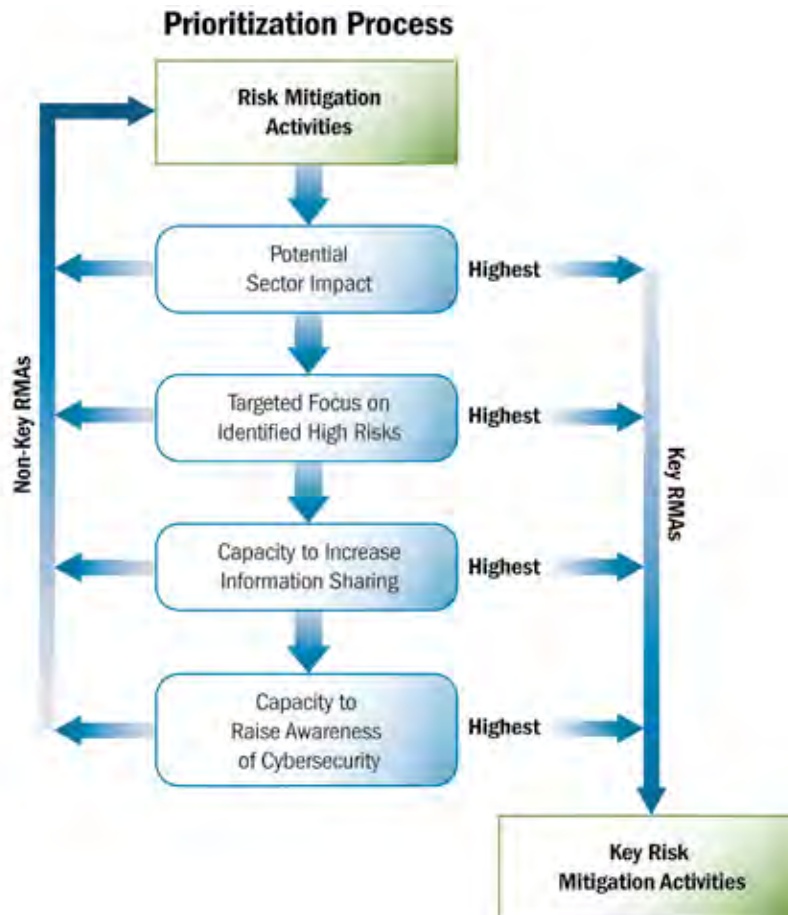 Prioritization Process
Risk Mitigation
Activities
Potential
Sector Impact
Highest
Targeted Focus on
Identified High Risks
Highest
Non-Key RMAs
Key RMAs
Capacity to Increase
Information Sharing
Highest
Capacity to
Raise Awareness
of Cybersecurity
Highest
Key Risk
Mitigation Activities